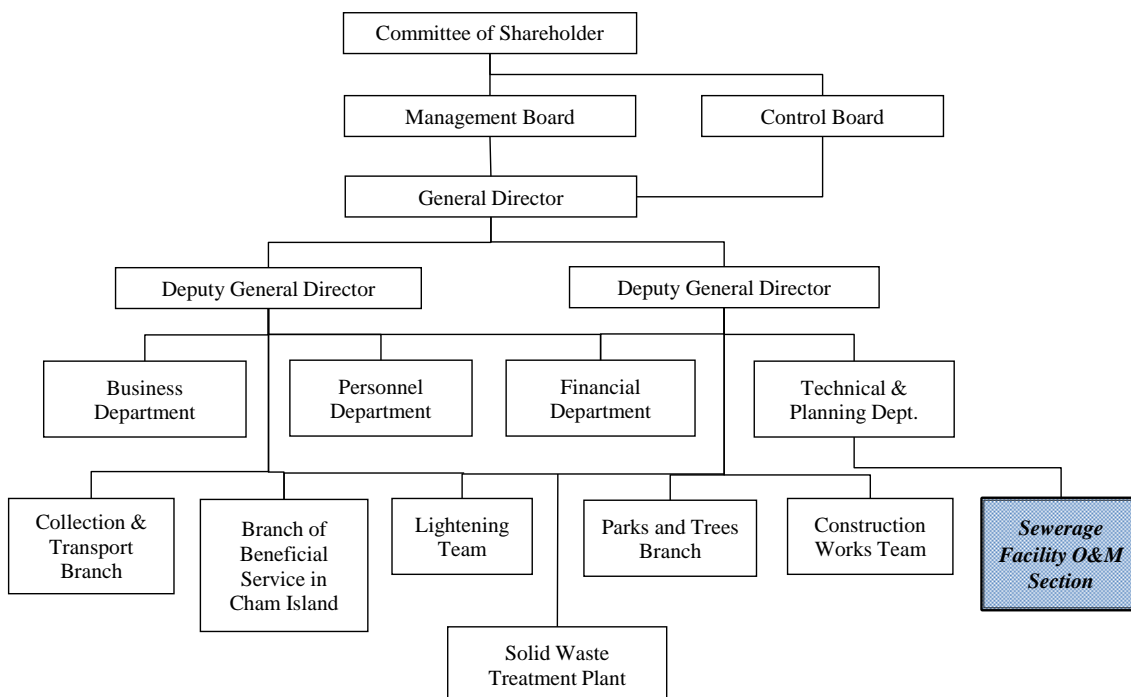 Committee of Shareholder
Management Board
Control Board
General Director
Deputy General Director
Deputy General Director
Business
Department
Personnel
Department
Financial
Department
Technical &
Planning Dept.
Collection &
Transport
Branch
Branch of
Beneficial
Service in
Cham Island
Lightening
Team
Parks and Trees
Branch
Construction
Works Team
Sewerage
Facility O&M
Section
Solid Waste
Treatment Plant